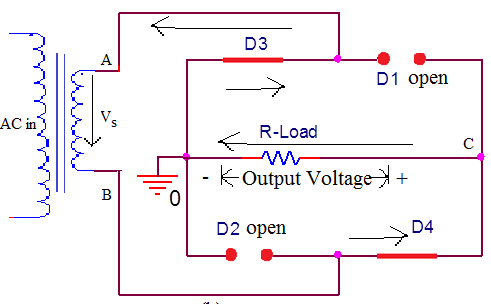 D3
A
D1 open
AC in
Vs
R-Load
C
- Output Voltage +
B
0
D2 open
D4